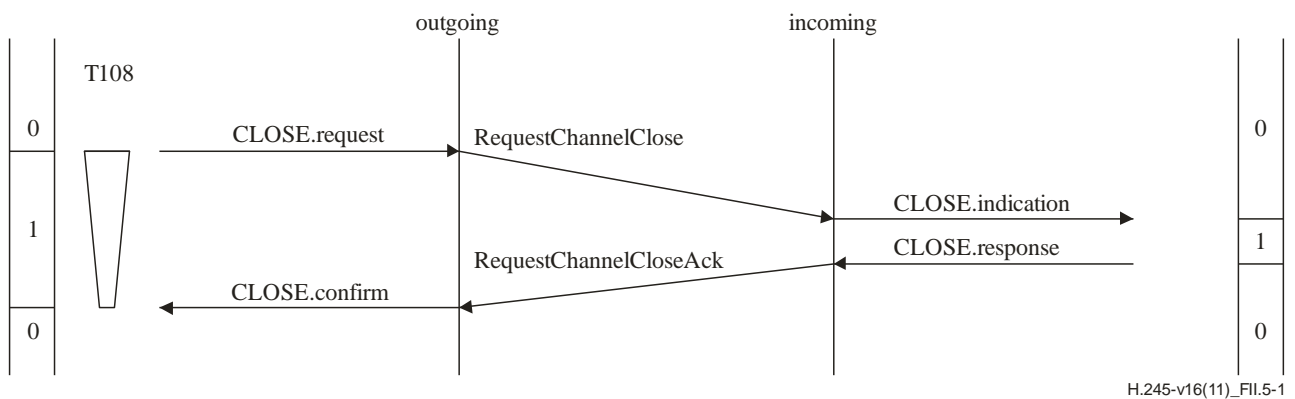 outgoing incoming
T108
0 CLOSE.request RequestChannelClose 0
CLOSE.indication
1 1
CLOSE.response
RequestChannelCloseAck
CLOSE.confirm
0 0
H.245-v16(11)_FII.5-1